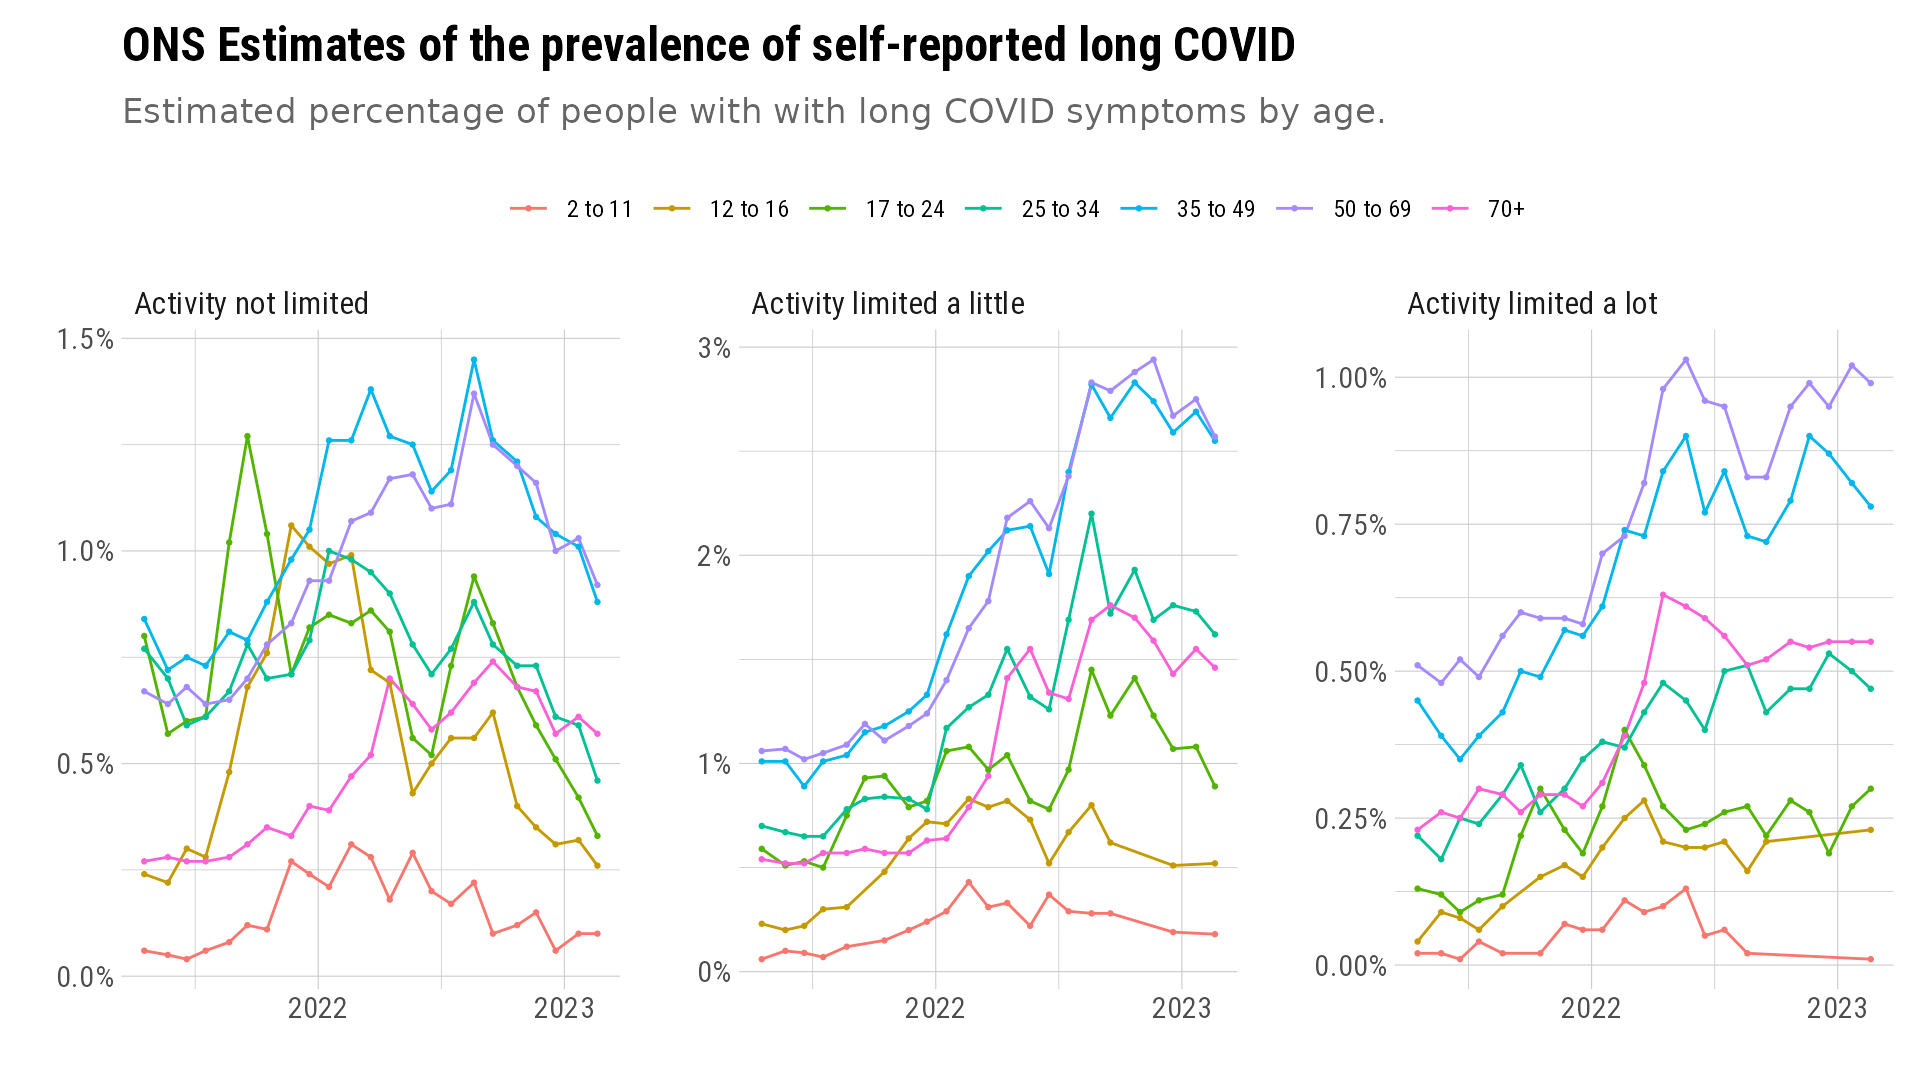 ONS Estimates of the prevalence of self-reported long COVID
Estimated percentage of people with with long COVID symptoms by age.
2 to 11 12 to 16 17 to 24 25 to 34 35 to 49 50 to 69 70+
Activity not limited
1.5%
1.0%
0.5%
0.0%
2022 2023
Activity limited a little
3%
2%
1%
0%
2022 2023
Activity limited a lot
1.00%
0.75%
0.50%
0.25%
0.00%
2022 2023